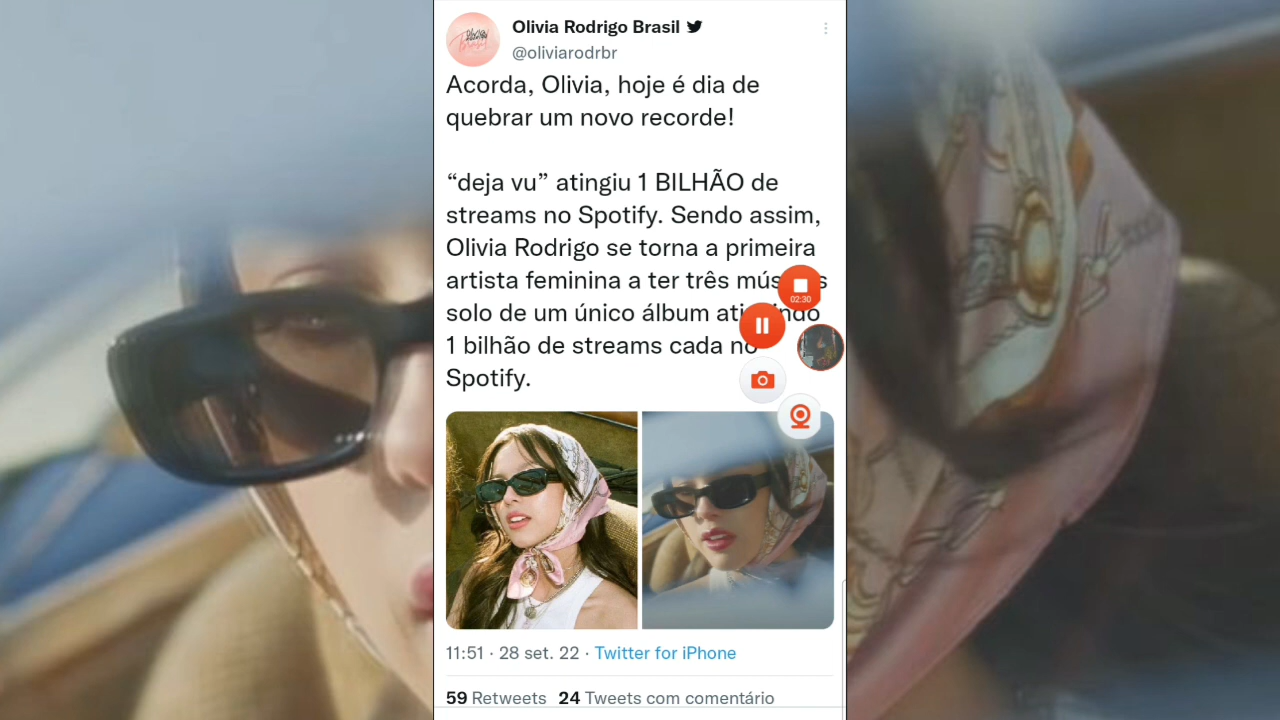 Olivia Rodrigo Brasil
@oliviarodrbr
Acorda, Olivia, hoje é dia de
quebrar um novo recorde!
“deja vu” atingiu 1 BILHÃO de
streams no Spotify. Sendo assim,
Olivia Rodrigo se torna a primeira
artista feminina a ter três
solo de um único álbum
02:30
1 bilhão de streams cada no
Spotify.
11:51 · 28 set. 22 · Twitter for iPhone
59 Retweets 24 Tweets com comentário